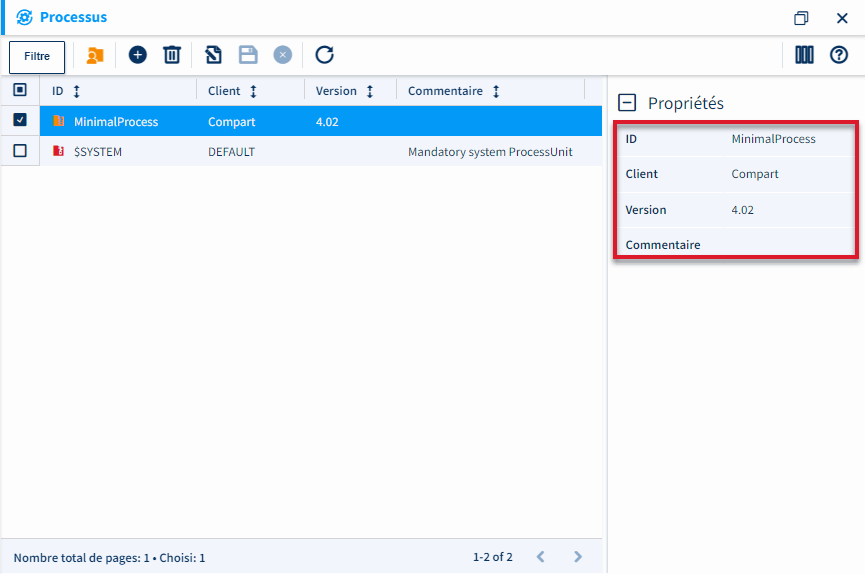 Processus
Filtre
ID Client Version Commentaire
MinimalProcess Compart 4.02
$SYSTEM DEFAULT Mandatory system ProcessUnit
Nombre total de pages: 1 • Choisi: 1
1-2 of 2
Propriétés
ID MinimalProcess
Client Compart
Version 4.02
Commentaire